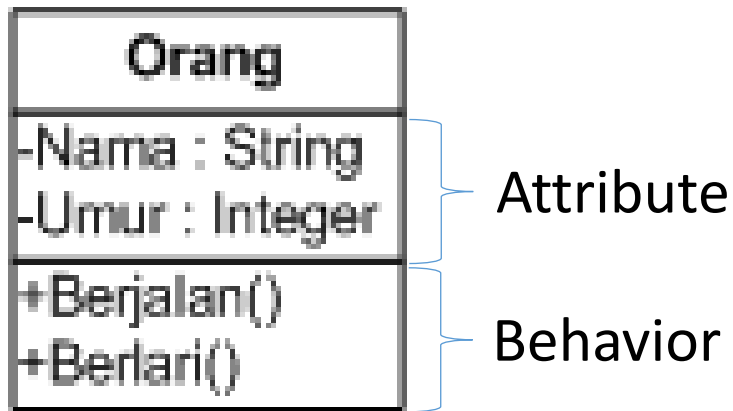 Orang
-Nama : String
-Umur : Integer
Attribute
+Berjalan()
+Berlari()
Behavior